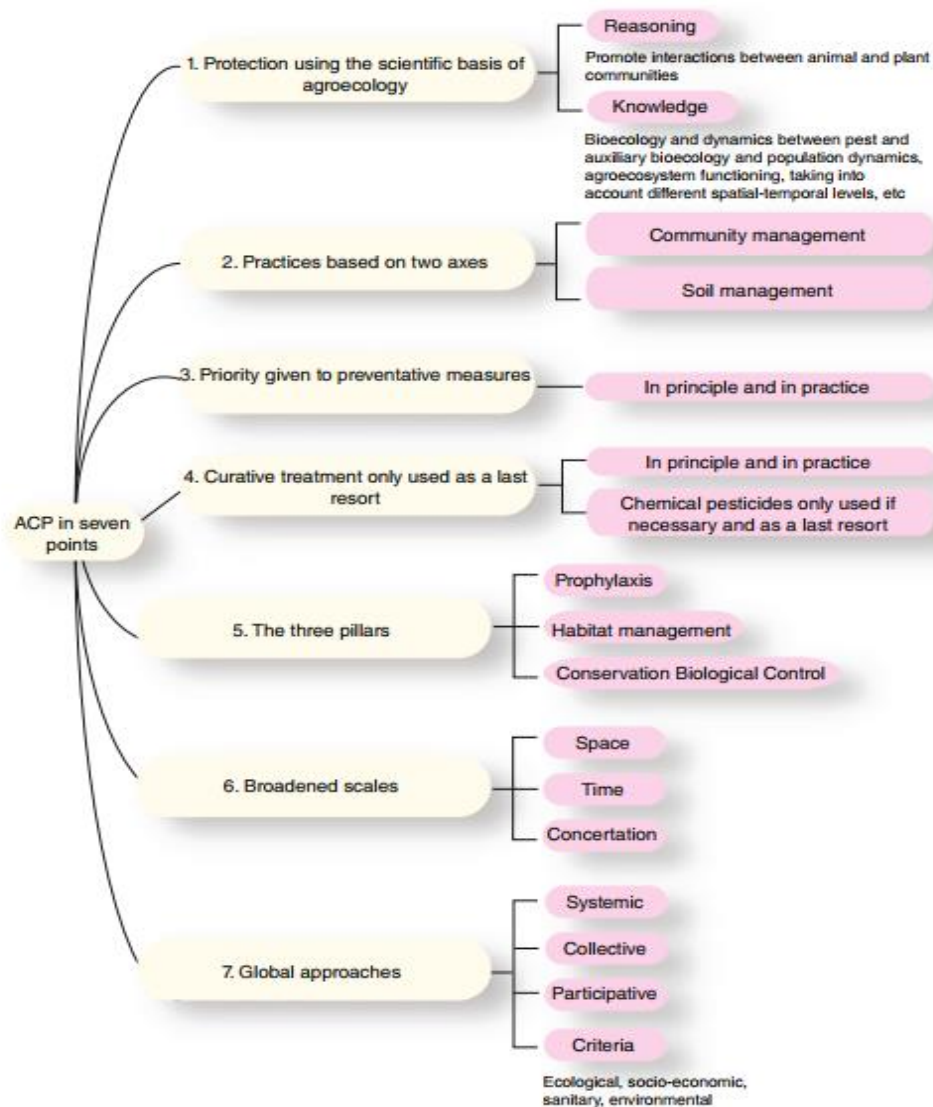 Reasoning
Promote interactions between animal and plant
communities
1. Protection using the scientific basis of
agroecology
Knowledge
Bioecology and dynamics between pest and
auxiliary bioecology and population dynamics,
agroecosystem functioning, taking into
account different spatial-temporal levels, etc
2. Practices based on two axes
Community management
Soil management
3. Priority given to preventative measures
In principle and in practice
4. Curative treatment only used as a last
resort
In principle and in practice
Chemical pesticides only used if
necessary and as a last resort
ACP in seven
points
5. The three pillars
Prophylaxis
Habitat management
Conservation Biological Control
6. Broadened scales
Space
Time
Concertation
7. Global approaches
Systemic
Collective
Participative
Criteria
Ecological, socio-economic,
sanitary, environmental